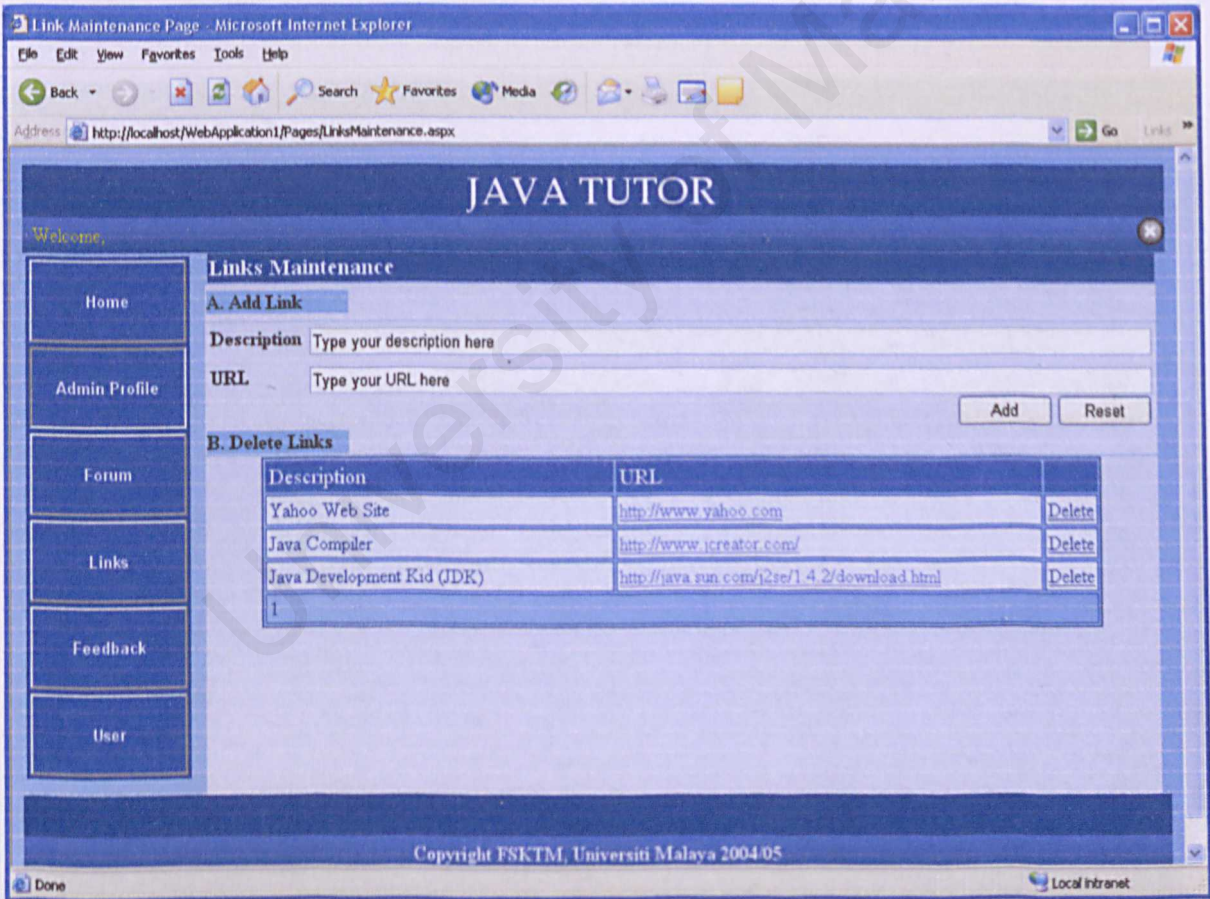 Link Maintenance Page - Microsoft Internet Explorer
File Edit View Favorites Tools Help
Back Search Favorites Media
Address http://localhost/WebApplication1/Pages/LinksMaintenance.aspx Go Links
JAVA TUTOR
Welcome,
Links Maintenance
Home
A. Add Link
Description Type your description here
Admin Profile
URL Type your URL here
Add Reset
B. Delete Links
Forum
Description URL
Yahoo Web Site http://www.yahoo.com Delete
Java Compiler http://www.jcreator.com/ Delete
Links
Java Development Kid (JDK) http://java.sun.com/j2se/1.4.2/download.html Delete
1
Feedback
User
Copyright FSKTM, Universiti Malaya 2004/05
Done Local intranet
University of Ma